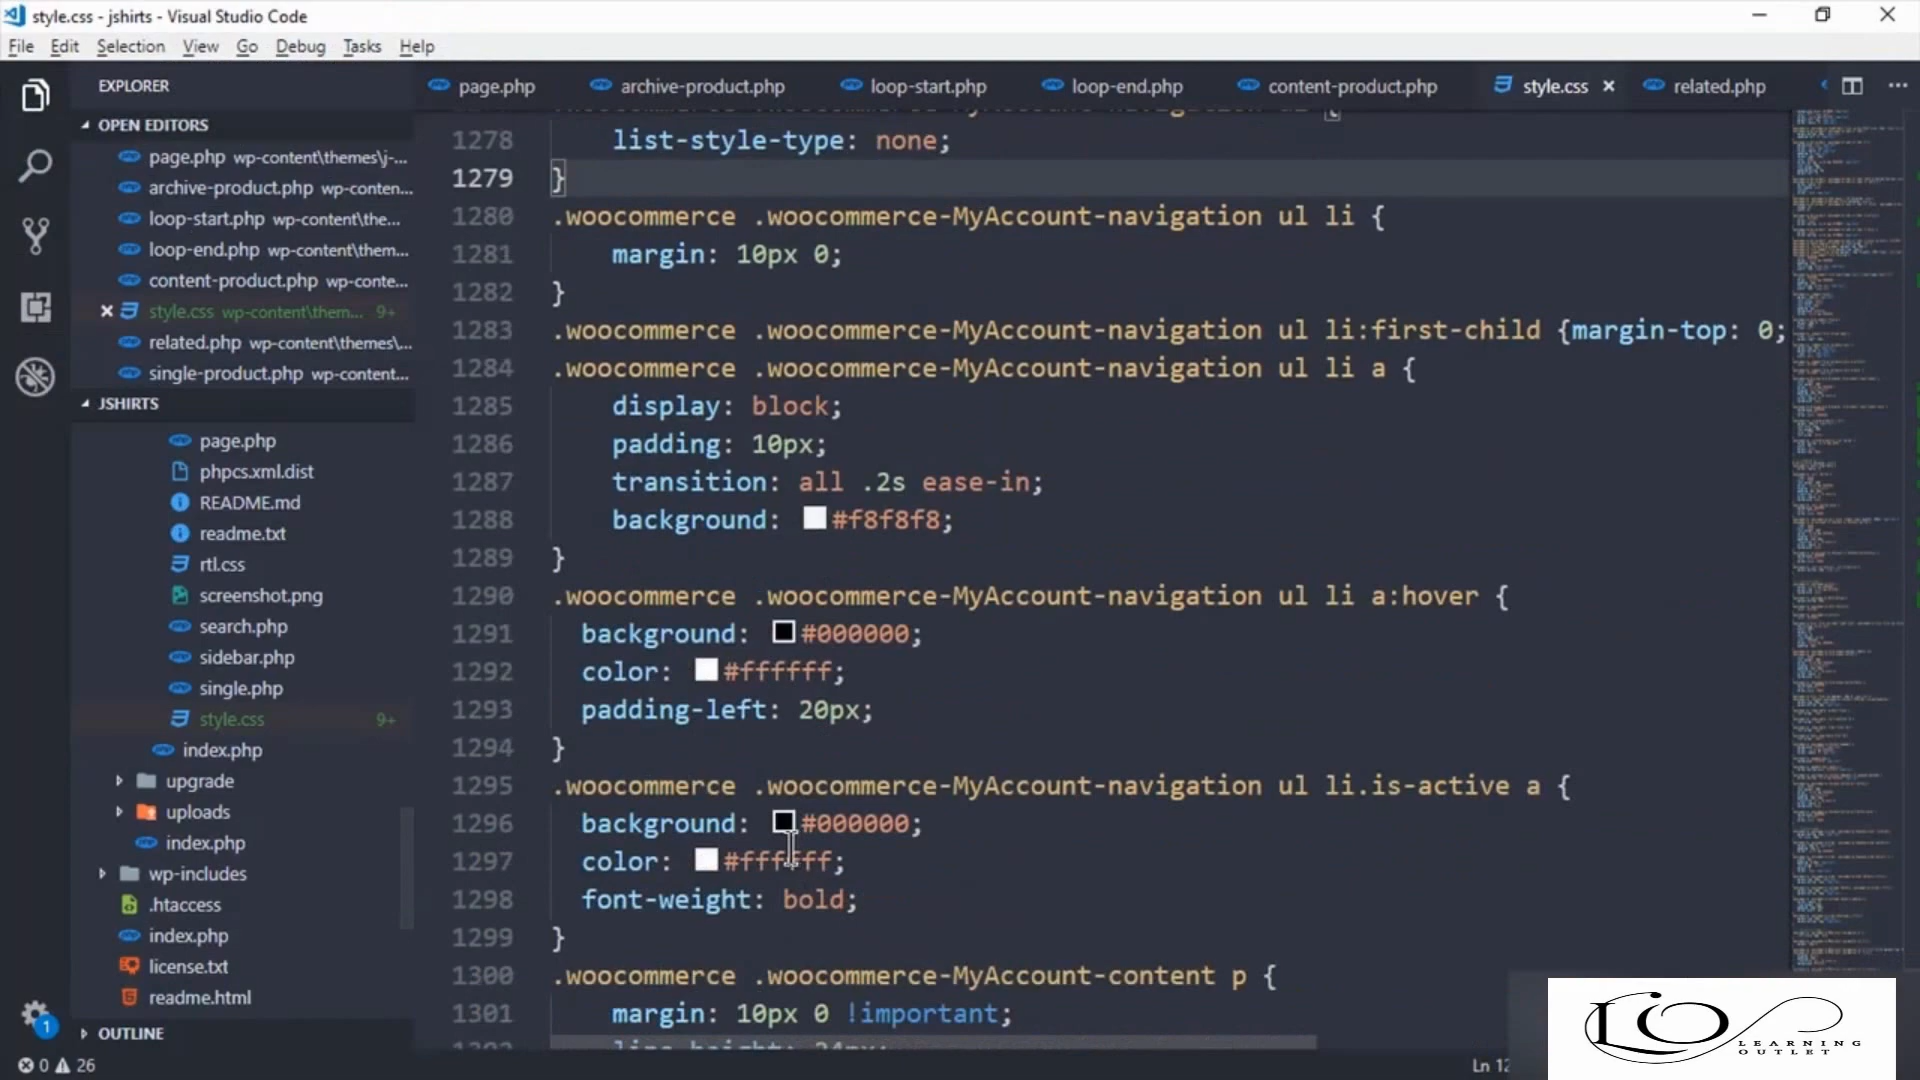 style.css - jshirts - Visual Studio Code
File Edit Selection View Go Debug Tasks Help
EXPLORER
page.php archive-product.php loop-start.php loop-end.php content-product.php style.css related.php
OPEN EDITORS
page.php wp-content\themes\j-...
archive-product.php wp-conten...
loop-start.php wp-content\the...
loop-end.php wp-content\them...
content-product.php wp-conte...
style.css wp-content\them... 9+
related.php wp-content\themes\...
single-product.php wp-content...
JSHIRTS
page.php
phpcs.xml.dist
README.md
readme.txt
rtl.css
screenshot.png
search.php
sidebar.php
single.php
style.css 9+
index.php
upgrade
uploads
index.php
wp-includes
.htaccess
index.php
license.txt
readme.html
OUTLINE
1278 list-style-type: none;
1279 }
1280 .woocommerce .woocommerce-MyAccount-navigation ul li {
1281 margin: 10px 0;
1282 }
1283 .woocommerce .woocommerce-MyAccount-navigation ul li:first-child {margin-top: 0;
1284 .woocommerce .woocommerce-MyAccount-navigation ul li a {
1285 display: block;
1286 padding: 10px;
1287 transition: all .2s ease-in;
1288 background: #f8f8f8;
1289 }
1290 .woocommerce .woocommerce-MyAccount-navigation ul li a:hover {
1291 background: #000000;
1292 color: #ffffff;
1293 padding-left: 20px;
1294 }
1295 .woocommerce .woocommerce-MyAccount-navigation ul li.is-active a {
1296 background: #000000;
1297 color: #ffffff;
1298 font-weight: bold;
1299 }
1300 .woocommerce .woocommerce-MyAccount-content p {
1301 margin: 10px 0 !important;
1
0 26
Ln 12
LO
LEARNING
OUTLET